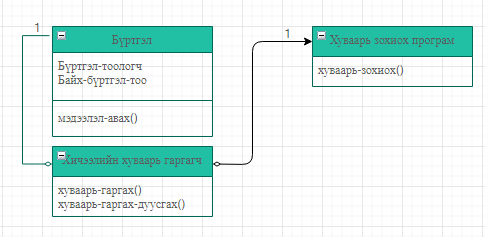 1
Бүртгэл
Бүртгэл-тоологч
Байх-бүртгэл-тоо
мэдээлэл-авах()
Хичээлийн хуваарь гаргагч
хуваарь-гаргах()
хуваарь-гаргах-дуусгах()
1
Хуваарь зохиох програм
хуваарь-зохиох()